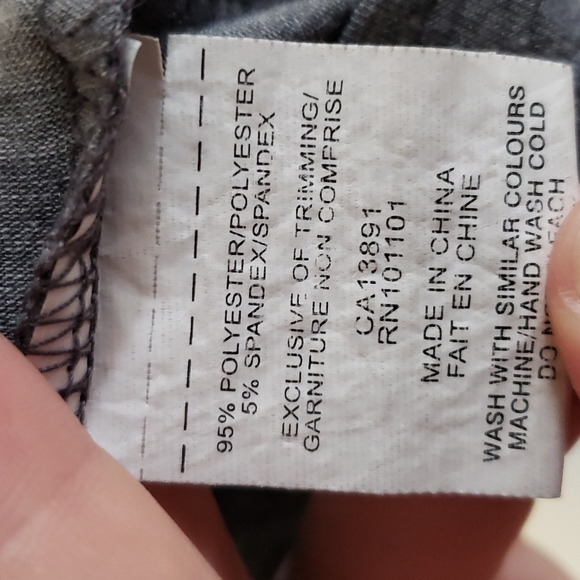 95% POLYESTER/POLYESTER
5% SPANDEX/SPANDEX
EXCLUSIVE OF TRIMMING/
GARNITURE NON COMPRISE
CA13891
RN101101
MADE IN CHINA
FAIT EN CHINE
WASH WITH SIMILAR COLOURS
MACHINE/HAND WASH COLD
DO